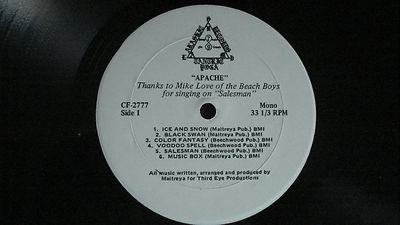 "APACHE"
Thanks to Mike Love of the Beach Boys
for singing on "Salesman"
CF-2777
Side 1
Mono
33 1/3 RPM
1. ICE AND SNOW (Maitreya Pub.) BMI
2. BLACK SWAN (Maitreya Pub.) BMI
3. COLOR FANTASY (Beechwood Pub.) BMI
4. VOODOO SPELL (Beechwood Pub.) BMI
5. SALESMAN (Beechwood Pub.) BMI
6. MUSIC BOX (Maitreya Pub.) BMI
All music written, arranged and produced by
Maitreya for Third Eye Productions